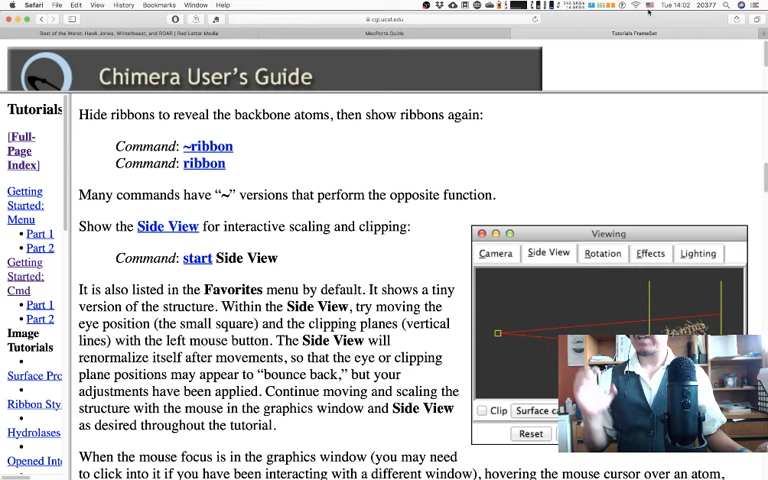 Safari File Edit View History Bookmarks Window Help
Tue 14:02 20377
cgl.ucsf.edu
Best of the Worst: Hawk Jones, Winterbeast, and ROAR | Red Letter Media
MacPorts Guide
Tutorials FrameSet
Chimera User's Guide
Tutorials
[Full-
Page
Index]
Getting
Started:
Menu
• Part 1
• Part 2
Getting
Started:
Cmd
• Part 1
• Part 2
Image
Tutorials
•
Surface Pro
•
Ribbon Sty
•
Hydrolases
•
Opened Int
Hide ribbons to reveal the backbone atoms, then show ribbons again:
Command: ~ribbon
Command: ribbon
Many commands have “~” versions that perform the opposite function.
Show the Side View for interactive scaling and clipping:
Command: start Side View
It is also listed in the Favorites menu by default. It shows a tiny
version of the structure. Within the Side View, try moving the
eye position (the small square) and the clipping planes (vertical
lines) with the left mouse button. The Side View will
renormalize itself after movements, so that the eye or clipping
plane positions may appear to “bounce back,” but your
adjustments have been applied. Continue moving and scaling the
structure with the mouse in the graphics window and Side View
as desired throughout the tutorial.
When the mouse focus is in the graphics window (you may need
to click into it if you have been interacting with a different window), hovering the mouse cursor over an atom,
Viewing
Camera Side View Rotation Effects Lighting
Clip Surface ca
Reset